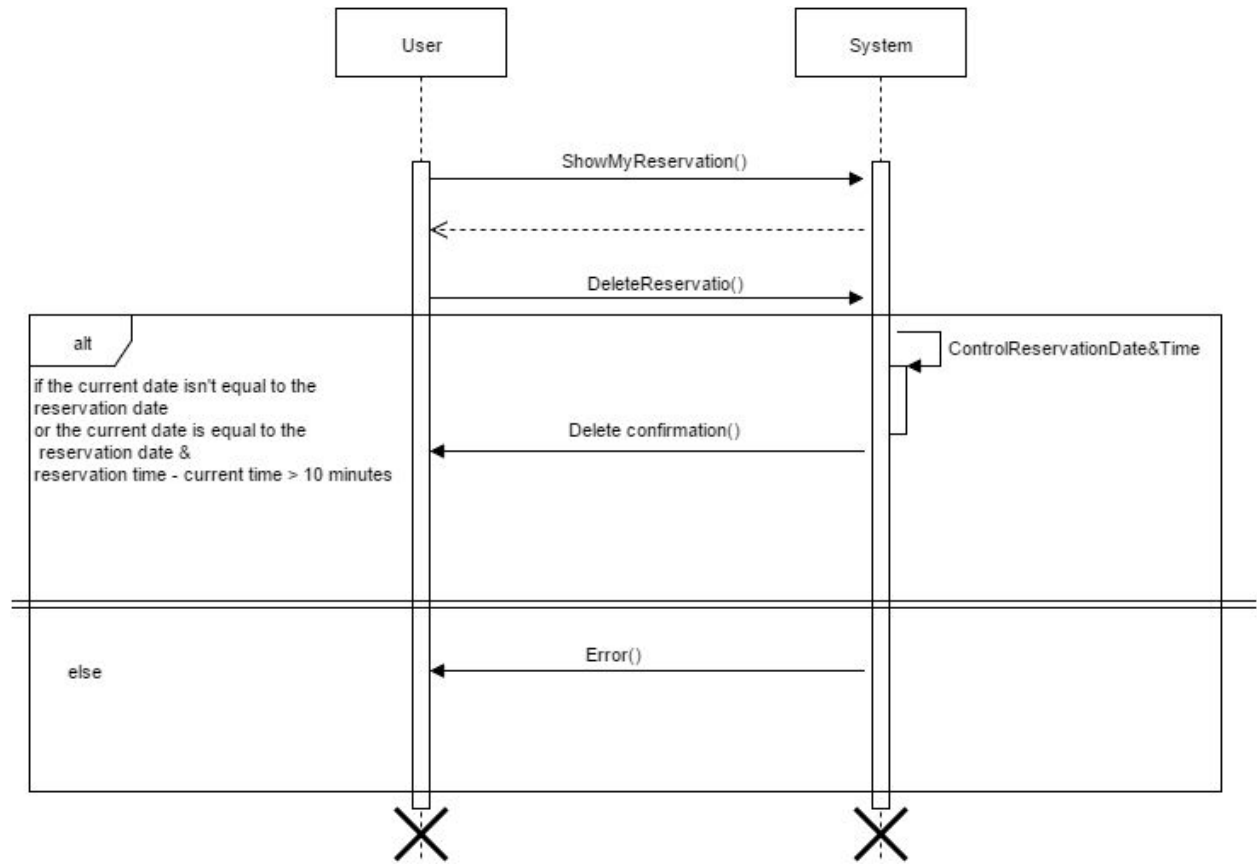 User
System
ShowMyReservation()
DeleteReservatio()
alt
ControlReservationDate&Time
if the current date isn't equal to the
reservation date
or the current date is equal to the
reservation date &
reservation time - current time > 10 minutes
Delete confirmation()
Error()
else